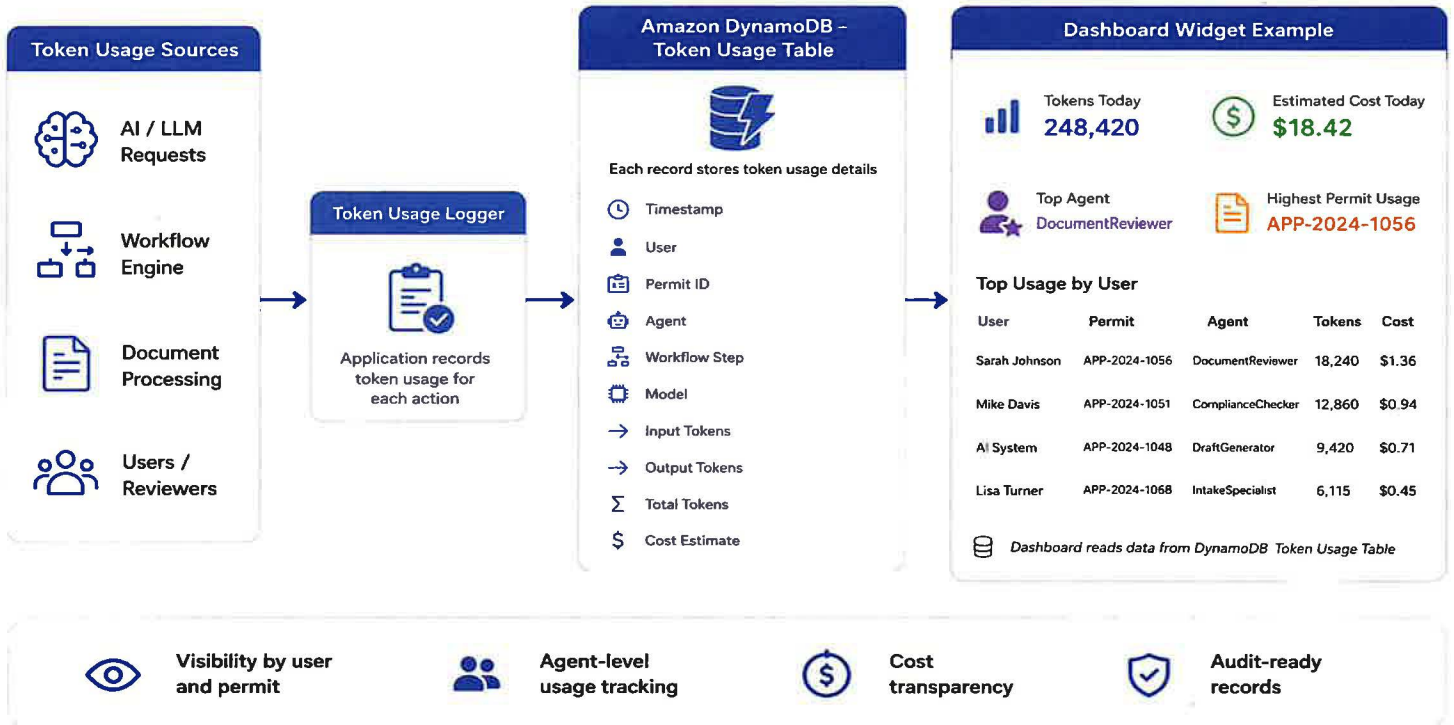 Token Usage Sources
AI / LLM
Requests
Workflow
Engine
Document
Processing
Users /
Reviewers
Token Usage Logger
Application records
token usage for
each action
Amazon DynamoDB –
Token Usage Table
Each record stores token usage details
Timestamp
User
Permit ID
Agent
Workflow Step
Model
Input Tokens
Output Tokens
Σ Total Tokens
$ Cost Estimate
Dashboard Widget Example
Tokens Today
248,420
$
Estimated Cost Today
$18.42
Top Agent
DocumentReviewer
Highest Permit Usage
APP-2024-1056
Top Usage by User
User Permit Agent Tokens Cost
Sarah Johnson APP-2024-1056 DocumentReviewer 18,240 $1.36
Mike Davis APP-2024-1051 ComplianceChecker 12,860 $0.94
AI System APP-2024-1048 DraftGenerator 9,420 $0.71
Lisa Turner APP-2024-1068 IntakeSpecialist 6,115 $0.45
Dashboard reads data from DynamoDB Token Usage Table
Visibility by user
and permit
Agent-level
usage tracking
$
Cost
transparency
Audit-ready
records